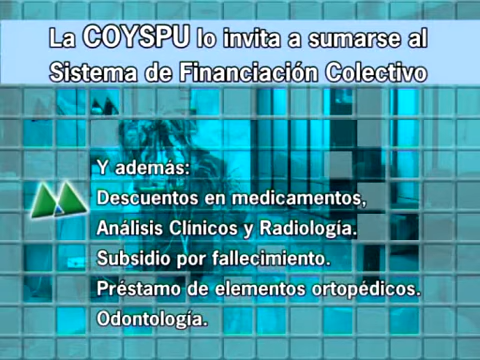 La COYSPU lo invita a sumarse al
Sistema de Financiación Colectivo
Y además:
Descuentos en medicamentos,
Análisis Clínicos y Radiología.
Subsidio por fallecimiento.
Préstamo de elementos ortopédicos.
Odontología.